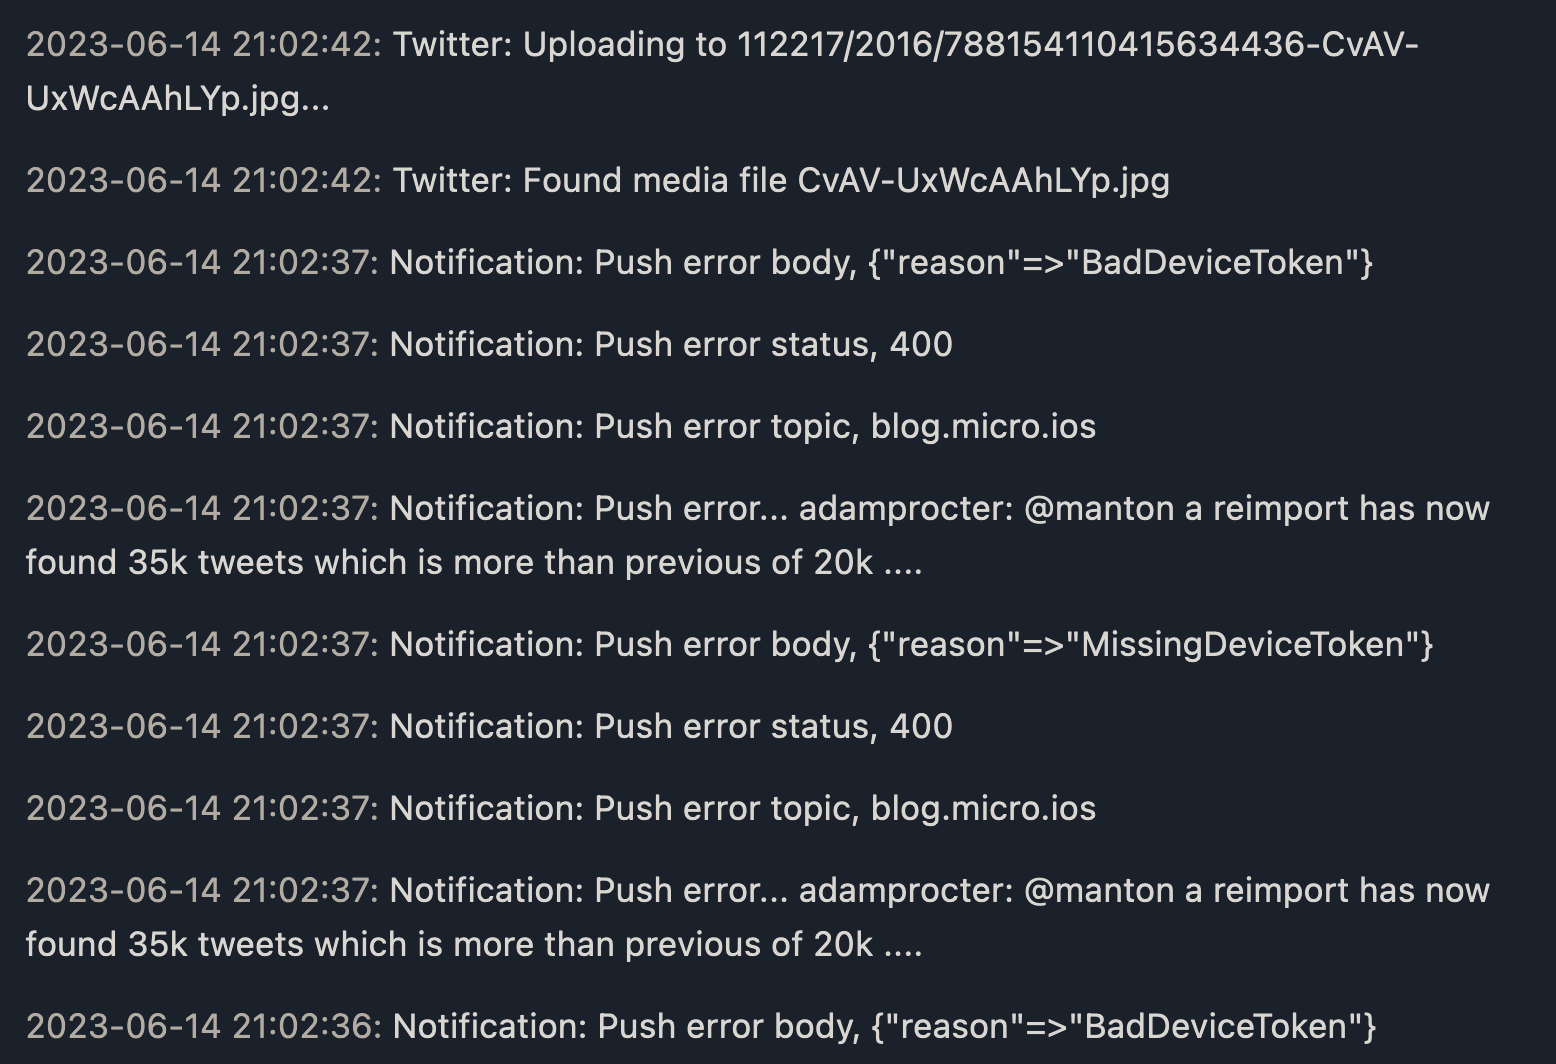 2023-06-14 21:02:42: Twitter: Uploading to 112217/2016/788154110415634436-CvAV-
UxWcAAhLYp.jpg...
2023-06-14 21:02:42: Twitter: Found media file CvAV-UxWcAAhLYp.jpg
2023-06-14 21:02:37: Notification: Push error body, {"reason"=>"BadDeviceToken"}
2023-06-14 21:02:37: Notification: Push error status, 400
2023-06-14 21:02:37: Notification: Push error topic, blog.micro.ios
2023-06-14 21:02:37: Notification: Push error... adamprocter: @manton a reimport has now
found 35k tweets which is more than previous of 20k ....
2023-06-14 21:02:37: Notification: Push error body, {"reason"=>"MissingDeviceToken"}
2023-06-14 21:02:37: Notification: Push error status, 400
2023-06-14 21:02:37: Notification: Push error topic, blog.micro.ios
2023-06-14 21:02:37: Notification: Push error... adamprocter: @manton a reimport has now
found 35k tweets which is more than previous of 20k ....
2023-06-14 21:02:36: Notification: Push error body, {"reason"=>"BadDeviceToken"}